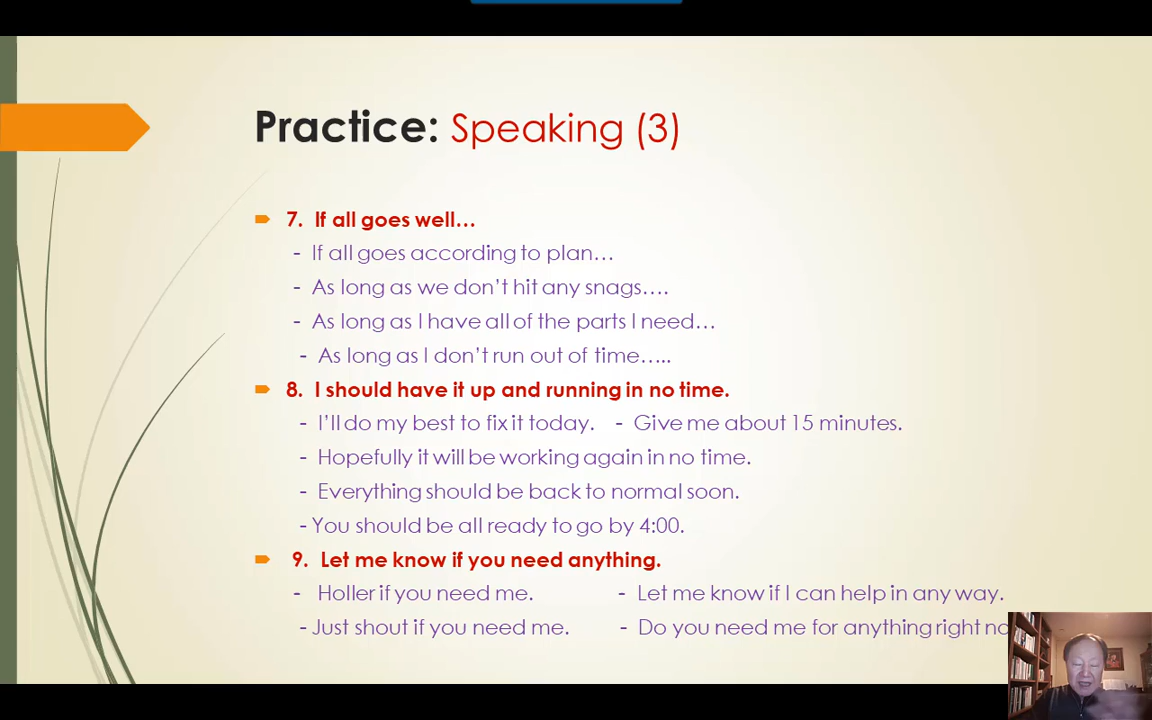 Practice: Speaking (3)
7. If all goes well…
- If all goes according to plan…
- As long as we don't hit any snags….
- As long as I have all of the parts I need…
- As long as I don't run out of time…..
8. I should have it up and running in no time.
- I'll do my best to fix it today. - Give me about 15 minutes.
- Hopefully it will be working again in no time.
- Everything should be back to normal soon.
- You should be all ready to go by 4:00.
9. Let me know if you need anything.
- Holler if you need me. - Let me know if I can help in any way.
- Just shout if you need me. - Do you need me for anything right